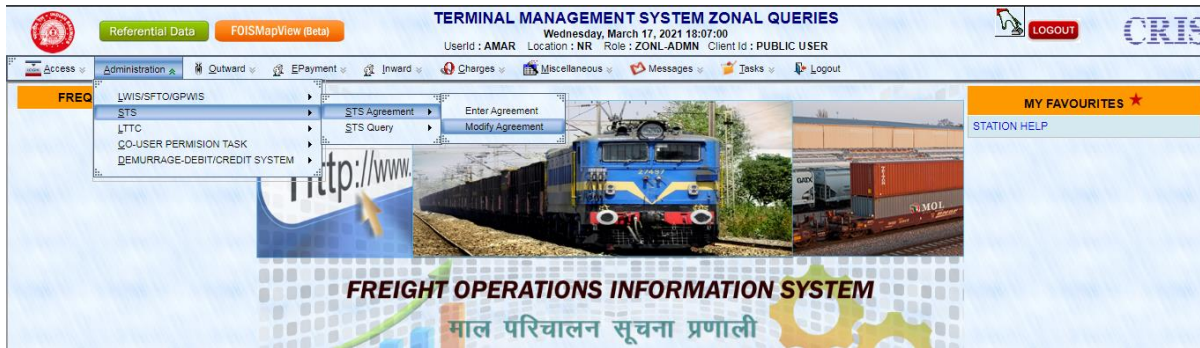 TERMINAL MANAGEMENT SYSTEM ZONAL QUERIES
Referential Data FOISMapView (Beta) Wednesday, March 17, 2021 18:07:00 LOGOUT CRIS
UserId : AMAR Location : NR Role : ZONL-ADMN Client Id : PUBLIC USER
Access Administration Outward EPayment Inward Charges Miscellaneous Messages Tasks Logout
FREQ LWIS/SFTO/GPWIS MY FAVOURITES
STS STS Agreement Enter Agreement
LTTC STS Query Modify Agreement STATION HELP
CO-USER PERMISION TASK
DEMURRAGE-DEBIT/CREDIT SYSTEM
Http://www.
27497
MOL
FREIGHT OPERATIONS INFORMATION SYSTEM
माल परिचालन सूचना प्रणाली